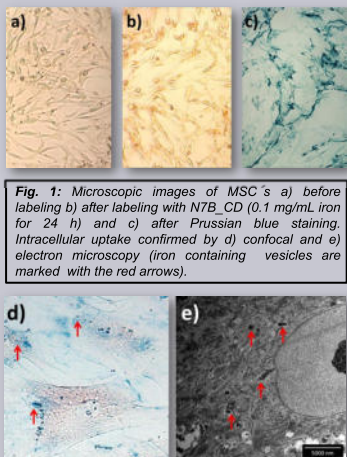 a)
b)
c)
Fig. 1: Microscopic images of MSC´s a) before
labeling b) after labeling with N7B_CD (0.1 mg/mL iron
for 24 h) and c) after Prussian blue staining.
Intracellular uptake confirmed by d) confocal and e)
electron microscopy (iron containing vesicles are
marked with the red arrows).
d)
e)